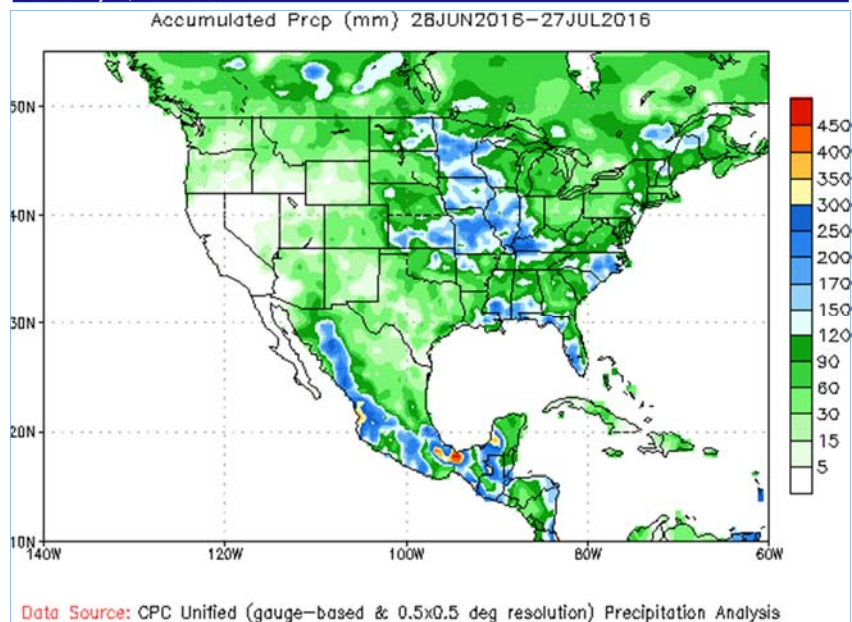 Accumulated Prcp (mm) 28JUN2016–27JUL2016
50N
40N
30N
20N
10N
140W 120W 100W 80W 60W
450
400
350
300
250
200
170
150
120
90
60
30
15
5
Data Source: CPC Unified (gauge–based & 0.5x0.5 deg resolution) Precipitation Analysis